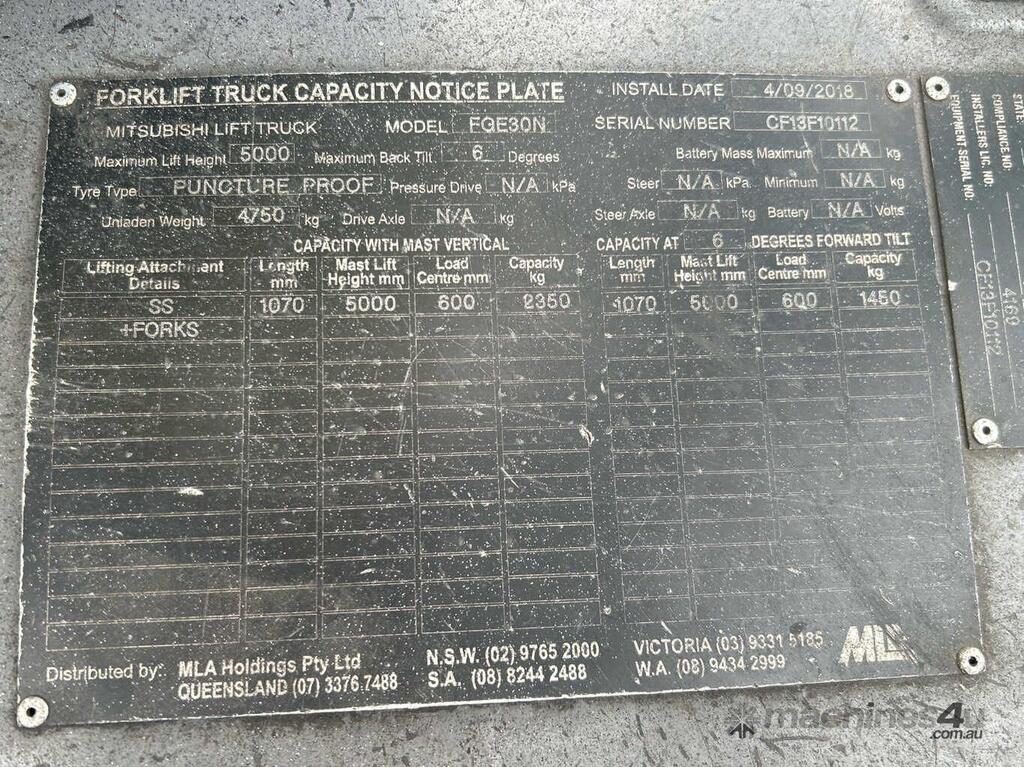 FORKLIFT TRUCK CAPACITY NOTICE PLATE INSTALL DATE 4/09/2018
MITSUBISHI LIFT TRUCK MODEL FGE30N SERIAL NUMBER CF13F10112
Maximum Lift Height 5000 Maximum Back Tilt 6 Degrees Battery Mass Maximum N/A kg
Tyre Type PUNCTURE PROOF Pressure Drive N/A kPa Steer N/A kPa Minimum N/A kg
Unladen Weight 4750 kg Drive Axle N/A kg Steer Axle N/A kg Battery N/A Volts
CAPACITY WITH MAST VERTICAL CAPACITY AT 6 DEGREES FORWARD TILT
Lifting Attachment Details Length mm Mast Lift Height mm Load Centre mm Capacity kg Length mm Mast Lift Height mm Load Centre mm Capacity kg
SS 1070 5000 600 2350 1070 5000 600 1450
+FORKS
Distributed by: MLA Holdings Pty Ltd N.S.W. (02) 9765 2000 VICTORIA (03) 9331 5185
QUEENSLAND (07) 3376 7488 S.A. (08) 8244 2488 W.A. (08) 9434 2999
MLA
STATE
COMPLIANCE NO.
INSTALLERS LIC. NO: 4169
EQUIPMENT SERIAL NO: CF13F10112
machines4u
.com.au